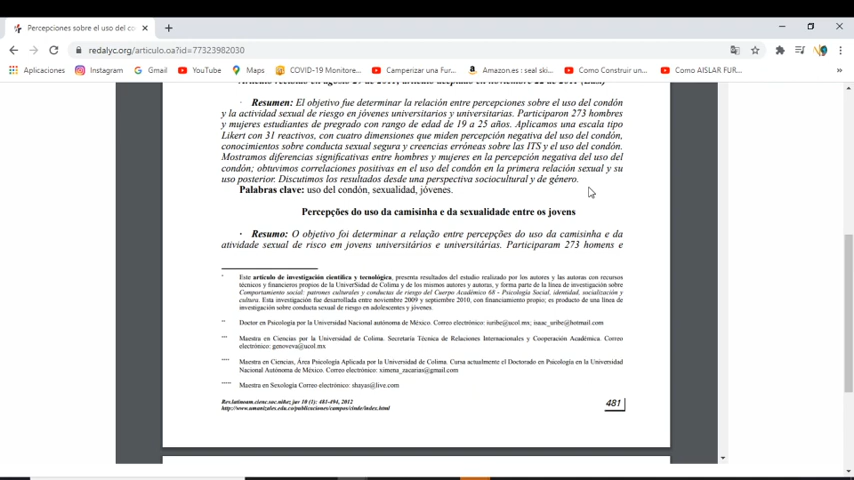 Percepciones sobre el uso del co
redalyc.org/articulo.oa?id=77323982030
Aplicaciones Instagram Gmail YouTube Maps COVID-19 Monitore... Camperizar una Fur... Amazon.es : seal ski... Como Construir un... Como AISLAR FUR...
Resumen: El objetivo fue determinar la relación entre percepciones sobre el uso del condón
y la actividad sexual de riesgo en jóvenes universitarios y universitarias. Participaron 273 hombres
y mujeres estudiantes de pregrado con rango de edad de 19 a 25 años. Aplicamos una escala tipo
Likert con 31 reactivos, con cuatro dimensiones que miden percepción negativa del uso del condón,
conocimientos sobre conducta sexual segura y creencias erróneas sobre las ITS y el uso del condón.
Mostramos diferencias significativas entre hombres y mujeres en la percepción negativa del uso del
condón; obtuvimos correlaciones positivas en el uso del condón en la primera relación sexual y su
uso posterior. Discutimos los resultados desde una perspectiva sociocultural y de género.
Palabras clave: uso del condón, sexualidad, jóvenes.
Percepções do uso da camisinha e da sexualidade entre os jovens
· Resumo: O objetivo foi determinar a relação entre percepções do uso da camisinha e da
atividade sexual de risco em jovens universitários e universitárias. Participaram 273 homens e
* Este artículo de investigación científica y tecnológica, presenta resultados del estudio realizado por los autores y las autoras con recursos
técnicos y financieros propios de la UniverSidad de Colima y de los mismos autores y autoras, y forma parte de la línea de investigación sobre
Comportamiento social: patrones culturales y conductas de riesgo del Cuerpo Académico 68 - Psicología Social, identidad, socialización y
cultura. Esta investigación fue desarrollada entre noviembre 2009 y septiembre 2010, con financiamiento propio; es producto de una línea de
investigación sobre conducta sexual de riesgo en adolescentes y jóvenes.
** Doctor en Psicología por la Universidad Nacional autónoma de México. Correo electrónico: iuribe@ucol.mx; isaac_uribe@hotmail.com
*** Maestra en Ciencias por la Universidad de Colima. Secretaría Técnica de Relaciones Internacionales y Cooperación Académica. Correo
electrónico: genoveva@ucol.mx
**** Maestra en Ciencias, Área Psicología Aplicada por la Universidad de Colima. Cursa actualmente el Doctorado en Psicología en la Universidad
Nacional Autónoma de México. Correo electrónico: ximena_zacarias@gmail.com
***** Maestra en Sexología Correo electrónico: shayas@live.com
Rev.latinoam.cienc.soc.niñez juv 10 (1): 481-494, 2012
http://www.umanizales.edu.co/publicaciones/campos/cinde/index.html
481